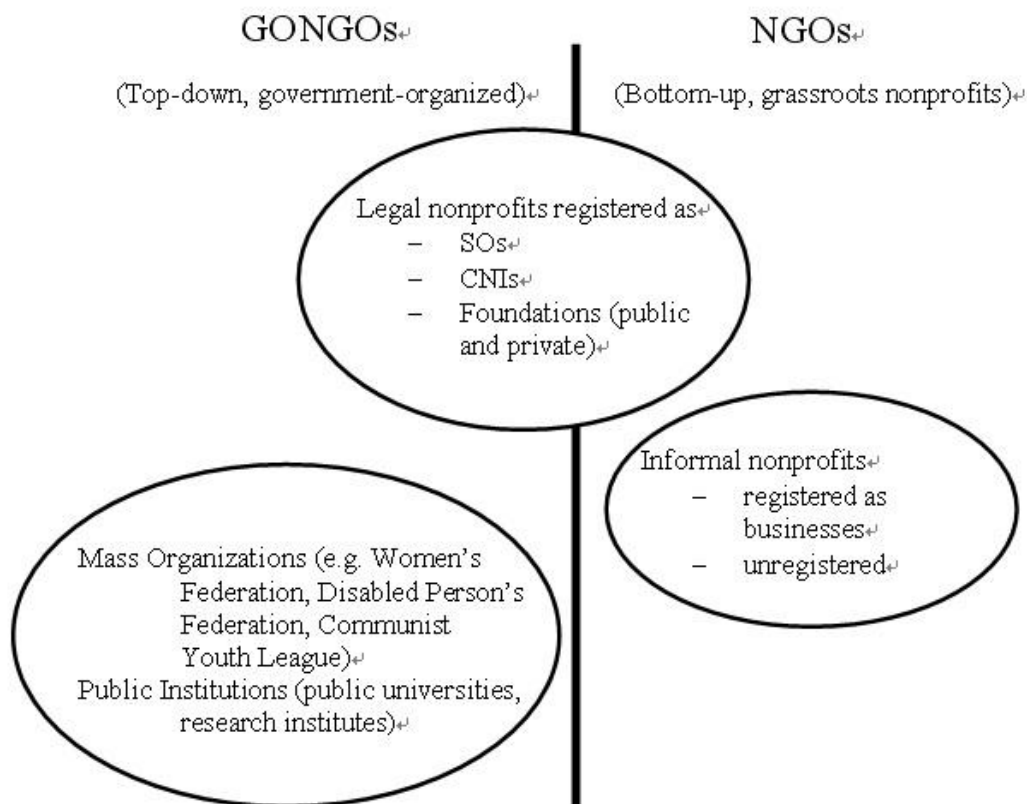 GONGOs
NGOs
(Top-down, government-organized)
(Bottom-up, grassroots nonprofits)
Legal nonprofits registered as
– SOs
– CNIs
– Foundations (public
and private)
Informal nonprofits
– registered as
businesses
– unregistered
Mass Organizations (e.g. Women’s
Federation, Disabled Person’s
Federation, Communist
Youth League)
Public Institutions (public universities,
research institutes)